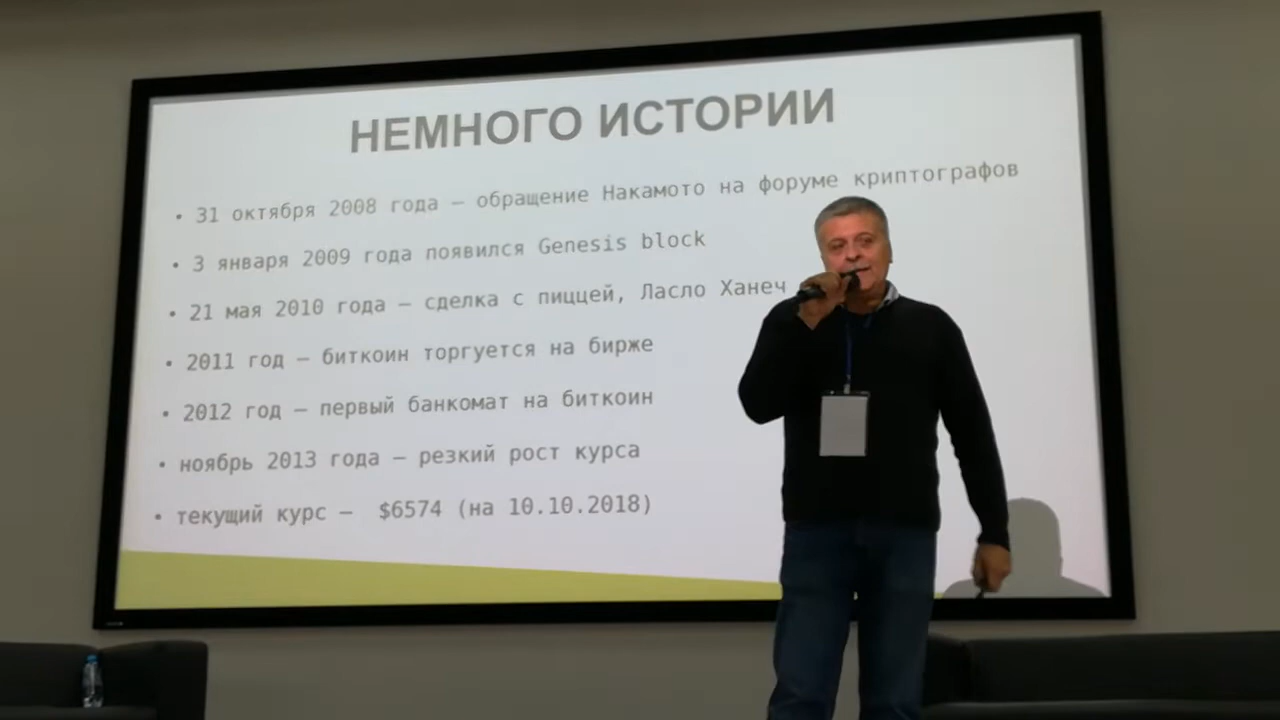 НЕМНОГО ИСТОРИИ
• 31 октября 2008 года – обращение Накамото на форуме криптографов
• 3 января 2009 года появился Genesis block
• 21 мая 2010 года – сделка с пиццей, Ласло Ханеч
• 2011 год – биткоин торгуется на бирже
• 2012 год – первый банкомат на биткоин
• ноябрь 2013 года – резкий рост курса
• текущий курс – $6574 (на 10.10.2018)